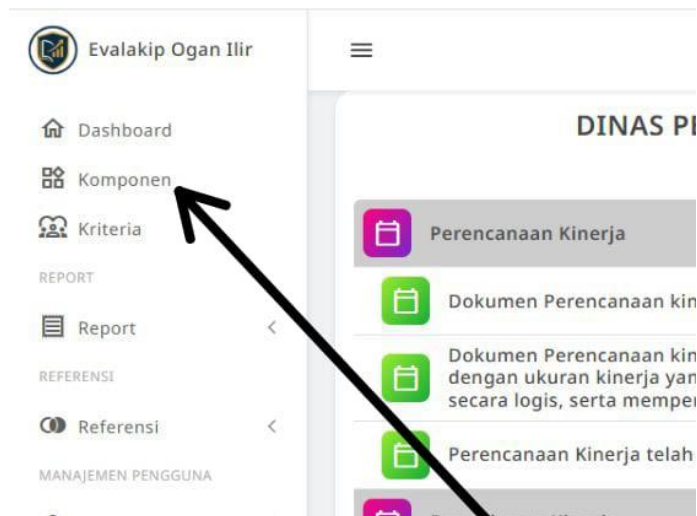 Evalakip Ogan Ilir
Dashboard
Komponen
Kriteria
REPORT
Report
REFERENSI
Referensi
MANAJEMEN PENGGUNA
DINAS
Perencanaan Kinerja
Dokumen Perencanaan
Dokumen Perencanaan
dengan ukuran kinerja
secara logis, serta
Perencanaan Kinerja telah